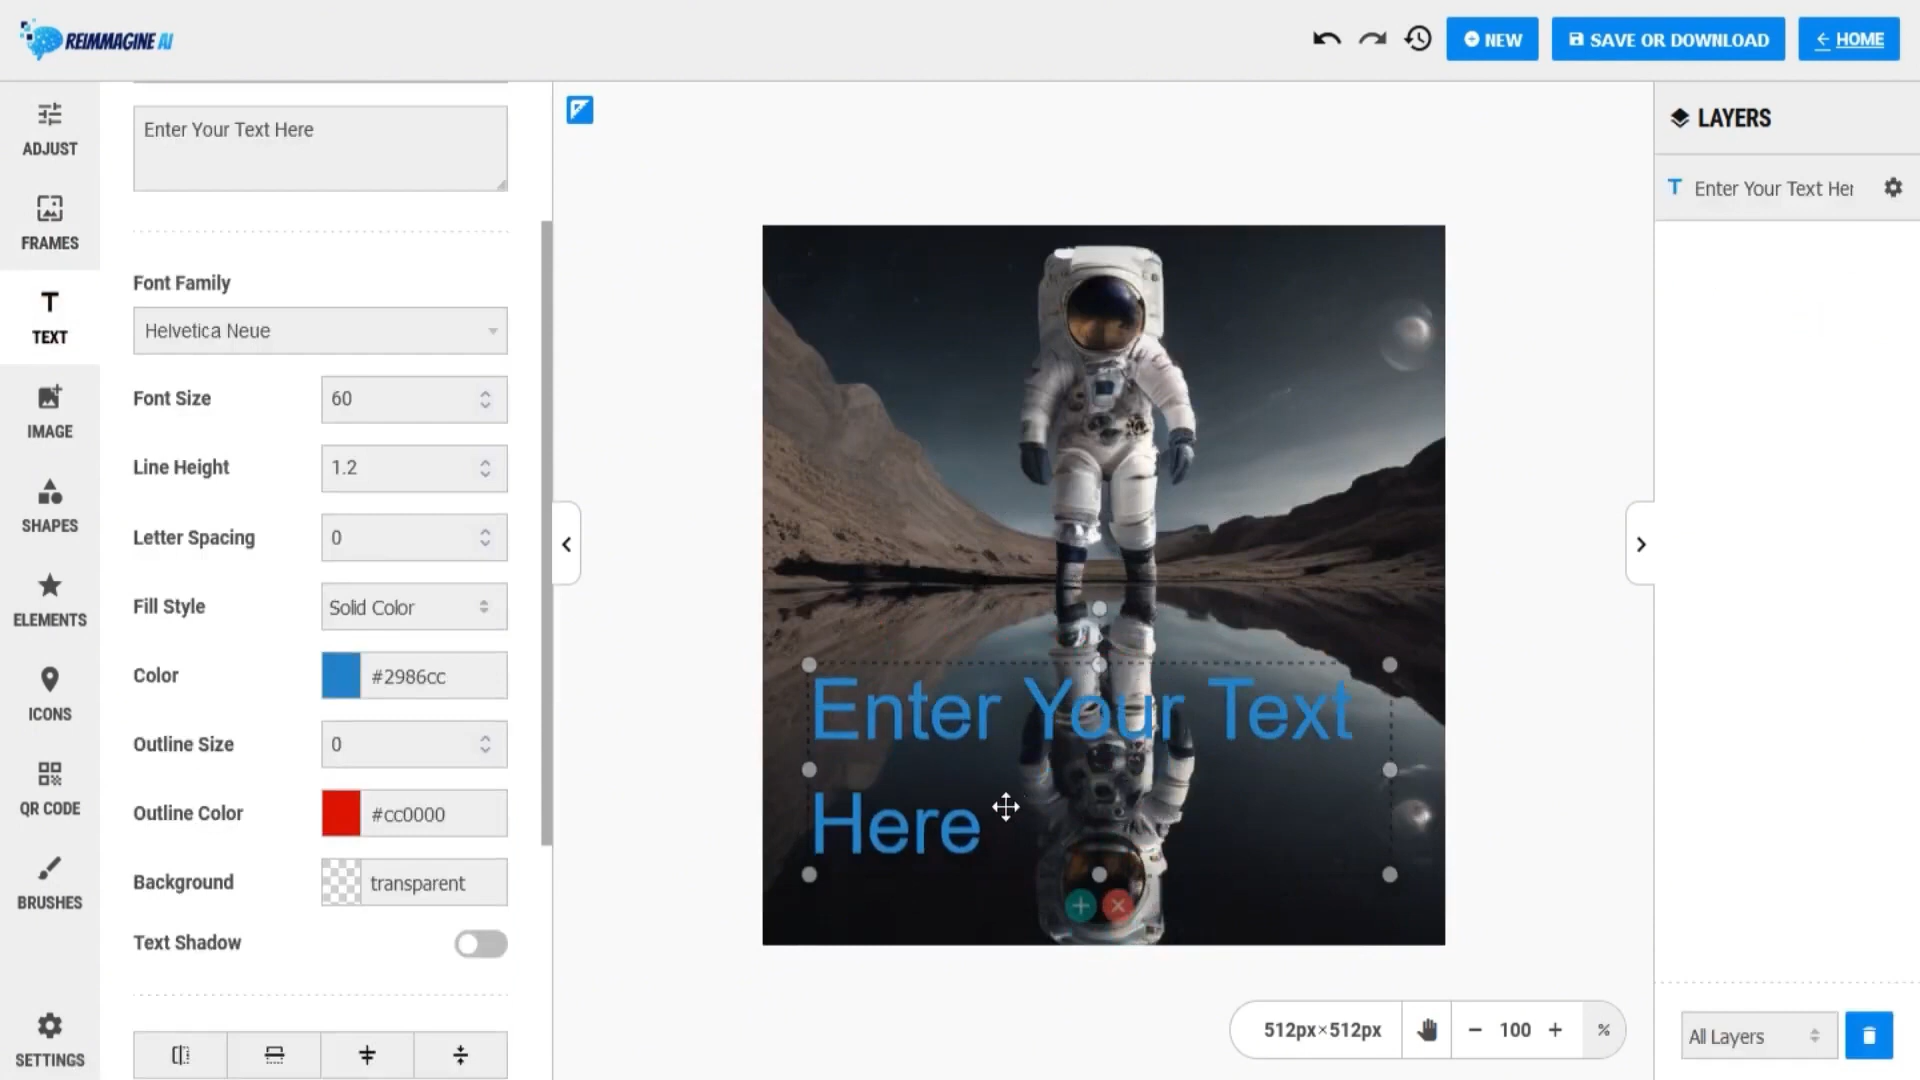 REIMMAGINE AI
NEW
SAVE OR DOWNLOAD
HOME
ADJUST
FRAMES
TEXT
IMAGE
SHAPES
ELEMENTS
ICONS
QR CODE
BRUSHES
SETTINGS
Enter Your Text Here
Font Family
Helvetica Neue
Font Size
60
Line Height
1.2
Letter Spacing
0
Fill Style
Solid Color
Color
#2986cc
Outline Size
0
Outline Color
#cc0000
Background
transparent
Text Shadow
Enter Your Text
Here
512px×512px
100
%
LAYERS
T Enter Your Text Her
All Layers